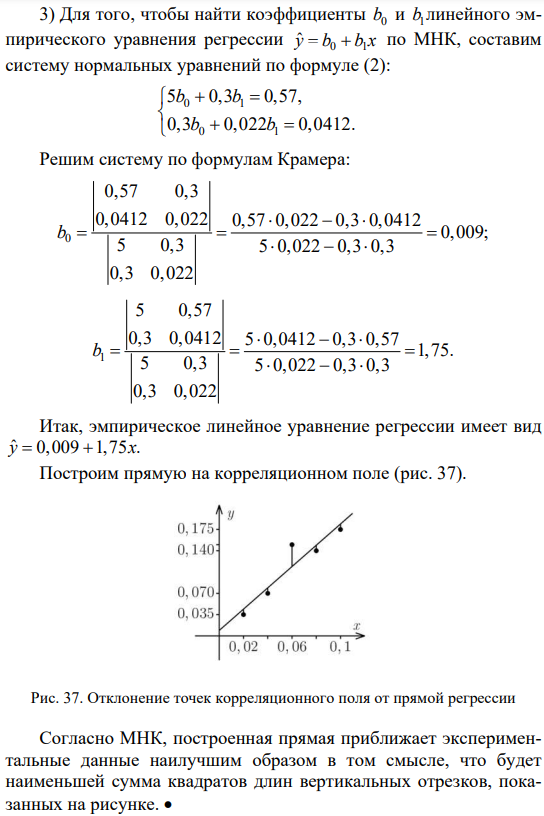 3) Для того, чтобы найти коэффициенты b₀ и b₁линейного эм-
пирического уравнения регрессии ŷ = b₀ + b₁x по МНК, составим
систему нормальных уравнений по формуле (2):
{5b₀ + 0,3b₁ = 0,57,
{0,3b₀ + 0,022b₁ = 0,0412.
Решим систему по формулам Крамера:
b₀ = |0,57 0,3; 0,0412 0,022| / |5 0,3; 0,3 0,022| = (0,57·0,022 − 0,3·0,0412) / (5·0,022 − 0,3·0,3) = 0,009;
b₁ = |5 0,57; 0,3 0,0412| / |5 0,3; 0,3 0,022| = (5·0,0412 − 0,3·0,57) / (5·0,022 − 0,3·0,3) = 1,75.
Итак, эмпирическое линейное уравнение регрессии имеет вид
ŷ = 0,009 + 1,75x.
Построим прямую на корреляционном поле (рис. 37).
y
0,175
0,140
0,070
0,035
x
0,02 0,06 0,1
Рис. 37. Отклонение точек корреляционного поля от прямой регрессии
Согласно МНК, построенная прямая приближает эксперимен-
тальные данные наилучшим образом в том смысле, что будет
наименьшей сумма квадратов длин вертикальных отрезков, пока-
занных на рисунке. •